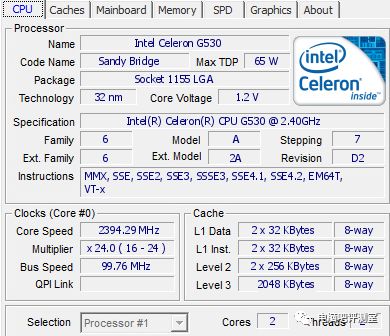 CPU Caches Mainboard Memory SPD Graphics About
Processor
Name Intel Celeron G530
Code Name Sandy Bridge Max TDP 65 W
Package Socket 1155 LGA
Technology 32 nm Core Voltage 1.2 V
intel
Celeron
inside™
Specification Intel(R) Celeron(R) CPU G530 @ 2.40GHz
Family 6 Model A Stepping 7
Ext. Family 6 Ext. Model 2A Revision D2
Instructions MMX, SSE, SSE2, SSE3, SSSE3, SSE4.1, SSE4.2, EM64T,
VT-x
Clocks (Core #0)
Core Speed 2394.29 MHz
Multiplier x 24.0 ( 16 - 24 )
Bus Speed 99.76 MHz
QPI Link
Cache
L1 Data 2 x 32 KBytes 8-way
L1 Inst. 2 x 32 KBytes 8-way
Level 2 2 x 256 KBytes 8-way
Level 3 2048 KBytes 8-way
Selection Processor #1 Cores 2 Threads